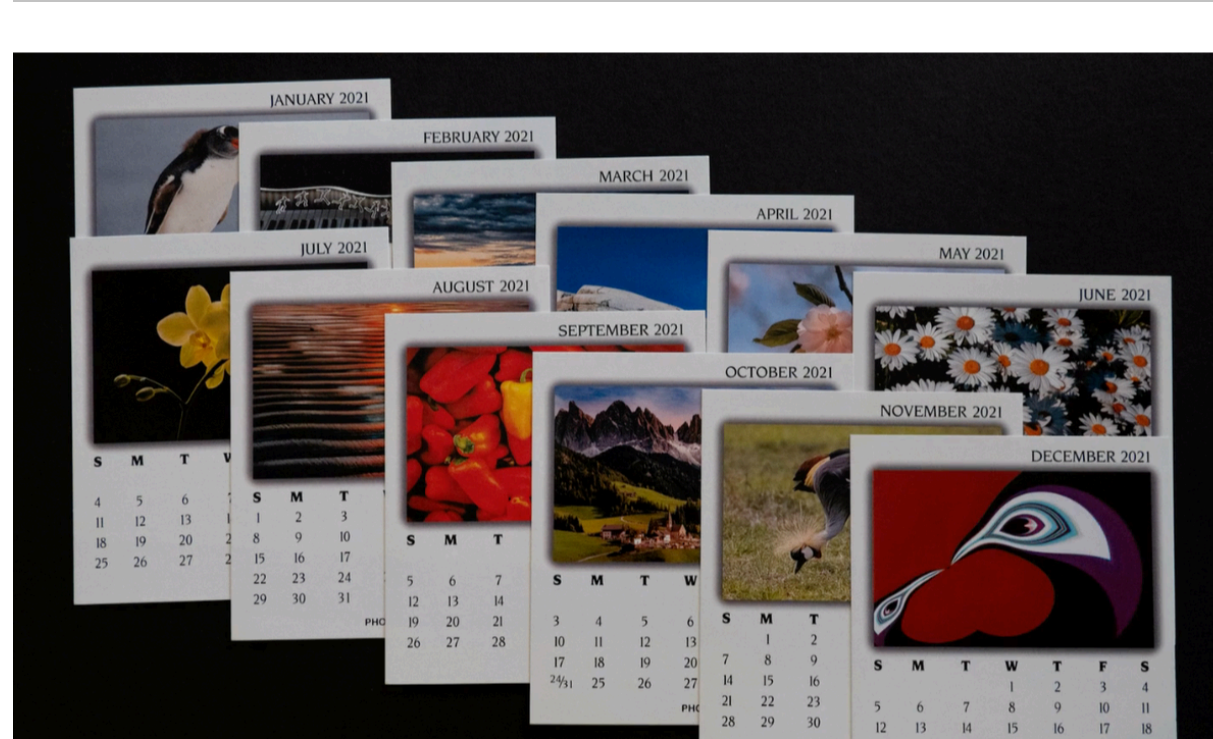 JANUARY 2021
FEBRUARY 2021
MARCH 2021
APRIL 2021
MAY 2021
JUNE 2021
JULY 2021
S M T
4 5 6
11 12 13
18 19 20
25 26 27
AUGUST 2021
S M T
1 2 3
8 9 10
15 16 17
22 23 24
29 30 31
PHO
SEPTEMBER 2021
S M T
5 6 7
12 13 14
19 20 21
26 27 28
OCTOBER 2021
S M T W
3 4 5 6
10 11 12 13
17 18 19 20
24/31 25 26 27
PHO
NOVEMBER 2021
S M T
1 2
7 8 9
14 15 16
21 22 23
28 29 30
DECEMBER 2021
S M T W T F S
1 2 3 4
5 6 7 8 9 10 11
12 13 14 15 16 17 18